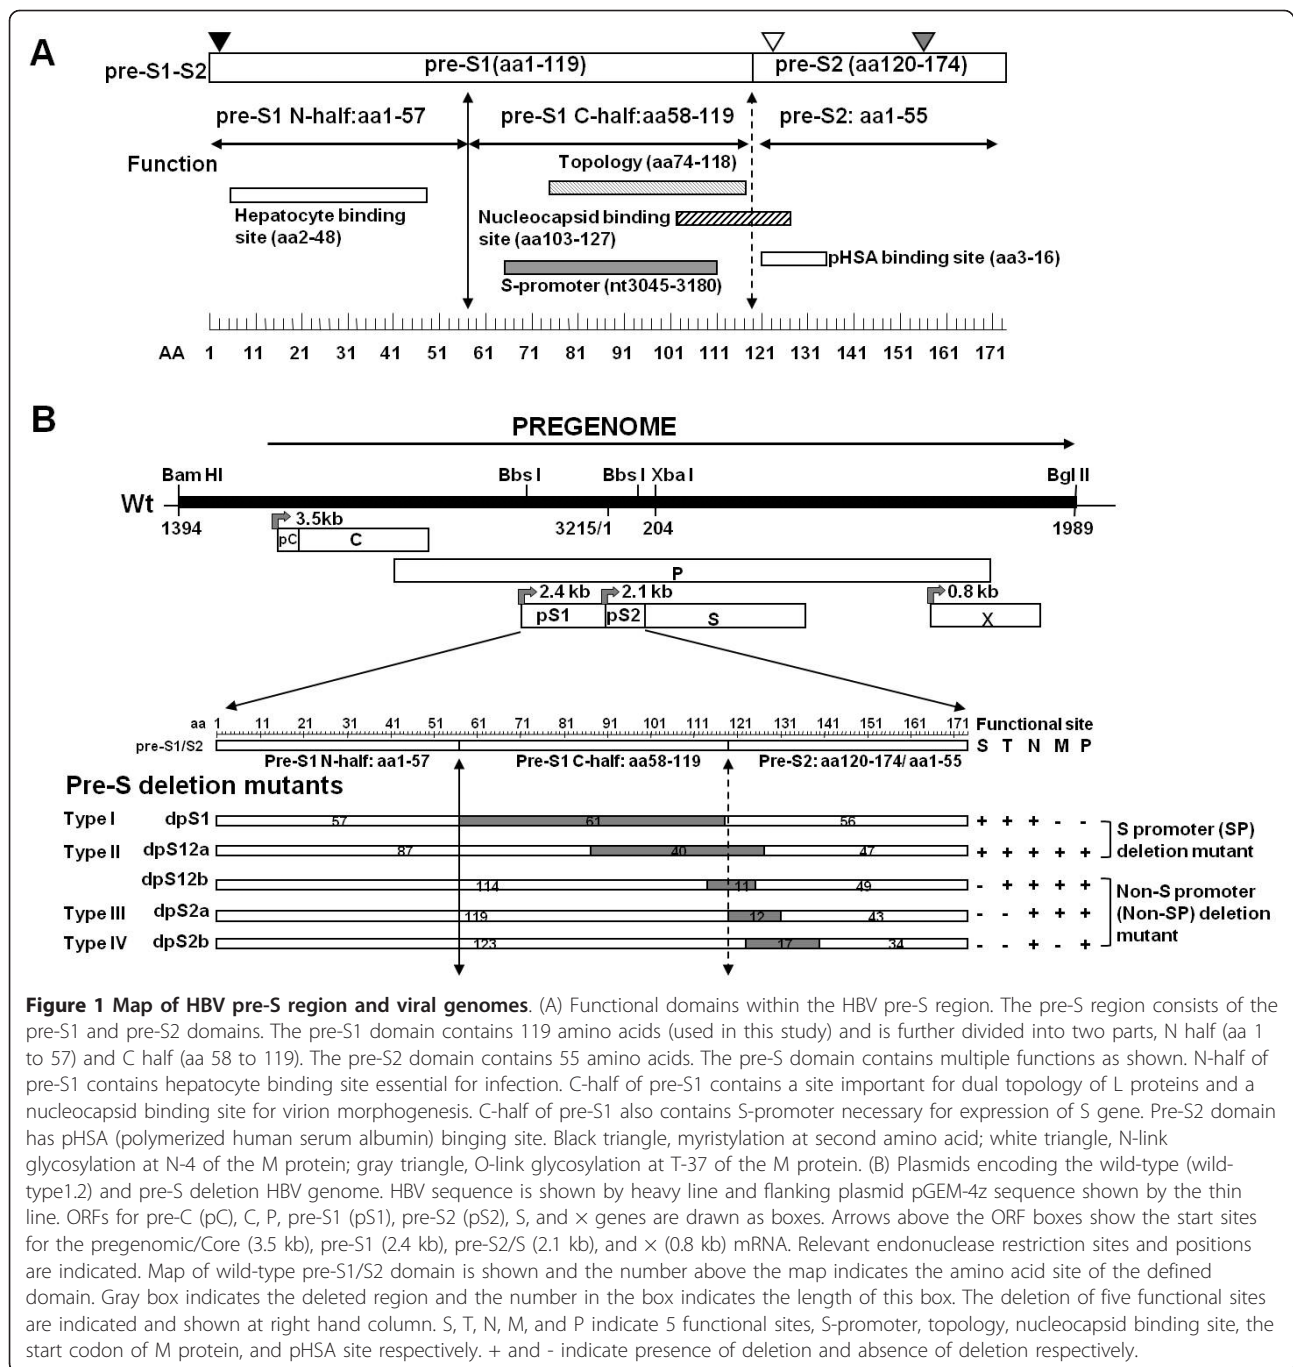 A
pre-S1-S2
pre-S1(aa1-119)
pre-S2 (aa120-174)
pre-S1 N-half:aa1-57
pre-S1 C-half:aa58-119
pre-S2: aa1-55
Function
Topology (aa74-118)
Hepatocyte binding
site (aa2-48)
Nucleocapsid binding
site (aa103-127)
pHSA binding site (aa3-16)
S-promoter (nt3045-3180)
AA 1 11 21 31 41 51 61 71 81 91 101 111 121 131 141 151 161 171
B
PREGENOME
Bam HI Bbs I Bbs I Xba I Bgl II
Wt
1394 3215/1 204 1989
3.5kb
pC C
P
2.4 kb 2.1 kb 0.8 kb
pS1 pS2 S X
aa 1 11 21 31 41 51 61 71 81 91 101 111 121 131 141 151 161 171 Functional site
pre-S1/S2 S T N M P
Pre-S1 N-half: aa1-57 Pre-S1 C-half: aa58-119 Pre-S2: aa120-174/ aa1-55
Pre-S deletion mutants
Type I dpS1 57 61 56 + + + - -
Type II dpS12a 87 40 47 + + + + +
S promoter (SP)
deletion mutant
dpS12b 114 11 49 - + + + +
Type III dpS2a 119 12 43 - - + + +
Type IV dpS2b 123 17 34 - - + - +
Non-S promoter
(Non-SP) deletion
mutant
Figure 1 Map of HBV pre-S region and viral genomes. (A) Functional domains within the HBV pre-S region. The pre-S region consists of the
pre-S1 and pre-S2 domains. The pre-S1 domain contains 119 amino acids (used in this study) and is further divided into two parts, N half (aa 1
to 57) and C half (aa 58 to 119). The pre-S2 domain contains 55 amino acids. The pre-S domain contains multiple functions as shown. N-half of
pre-S1 contains hepatocyte binding site essential for infection. C-half of pre-S1 contains a site important for dual topology of L proteins and a
nucleocapsid binding site for virion morphogenesis. C-half of pre-S1 also contains S-promoter necessary for expression of S gene. Pre-S2 domain
has pHSA (polymerized human serum albumin) binging site. Black triangle, myristylation at second amino acid; white triangle, N-link
glycosylation at N-4 of the M protein; gray triangle, O-link glycosylation at T-37 of the M protein. (B) Plasmids encoding the wild-type (wild-
type1.2) and pre-S deletion HBV genome. HBV sequence is shown by heavy line and flanking plasmid pGEM-4z sequence shown by the thin
line. ORFs for pre-C (pC), C, P, pre-S1 (pS1), pre-S2 (pS2), S, and × genes are drawn as boxes. Arrows above the ORF boxes show the start sites
for the pregenomic/Core (3.5 kb), pre-S1 (2.4 kb), pre-S2/S (2.1 kb), and × (0.8 kb) mRNA. Relevant endonuclease restriction sites and positions
are indicated. Map of wild-type pre-S1/S2 domain is shown and the number above the map indicates the amino acid site of the defined
domain. Gray box indicates the deleted region and the number in the box indicates the length of this box. The deletion of five functional sites
are indicated and shown at right hand column. S, T, N, M, and P indicate 5 functional sites, S-promoter, topology, nucleocapsid binding site, the
start codon of M protein, and pHSA site respectively. + and - indicate presence of deletion and absence of deletion respectively.